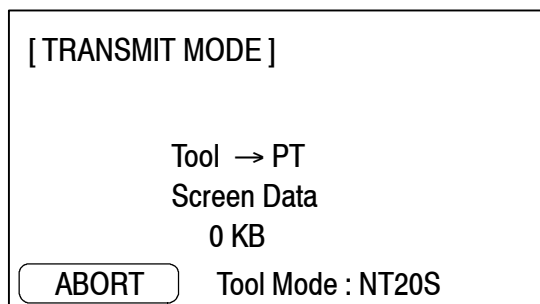 [ TRANSMIT MODE ]
Tool → PT
Screen Data
0 KB
ABORT Tool Mode : NT20S